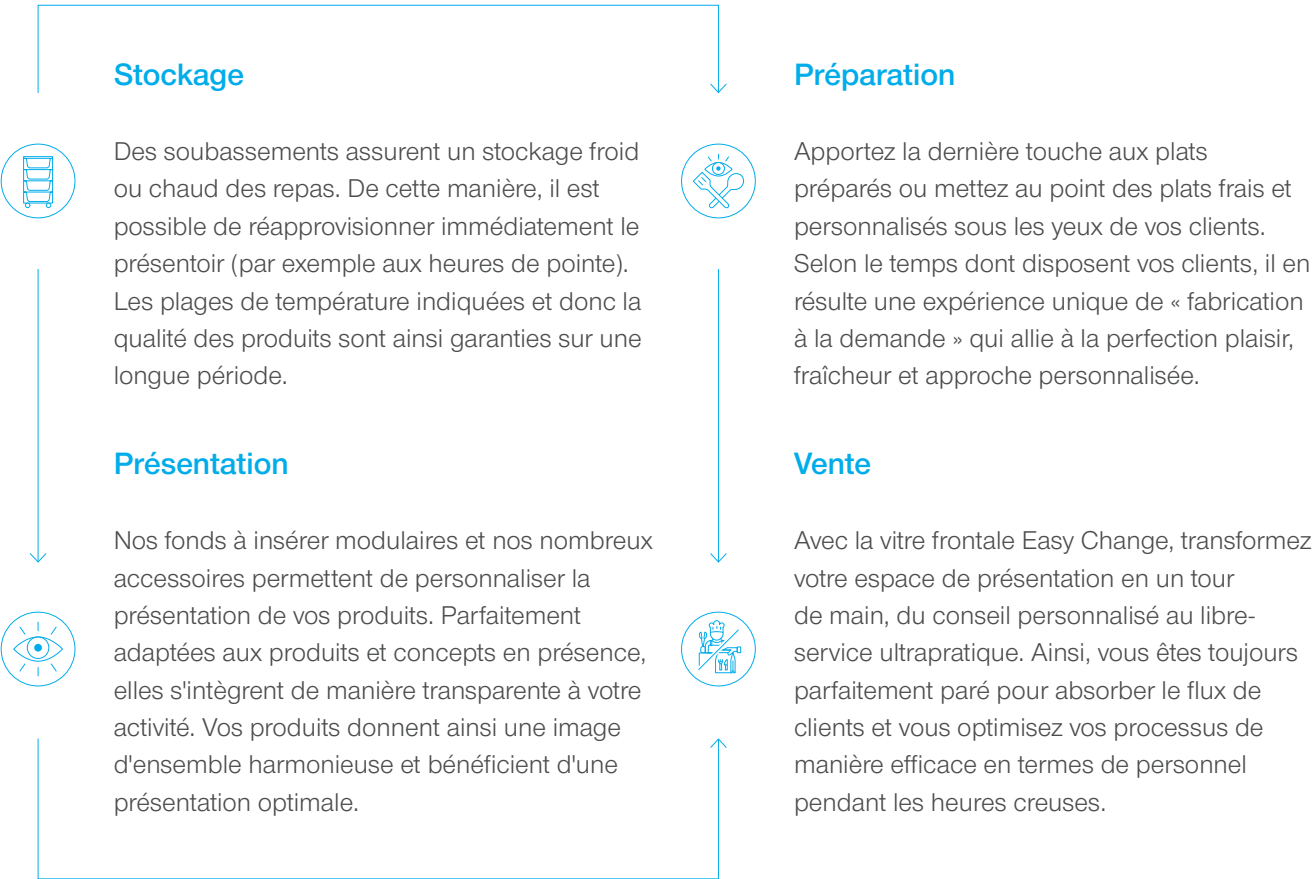 Stockage
Des soubassements assurent un stockage froid
ou chaud des repas. De cette manière, il est
possible de réapprovisionner immédiatement le
présentoir (par exemple aux heures de pointe).
Les plages de température indiquées et donc la
qualité des produits sont ainsi garanties sur une
longue période.
Préparation
Apportez la dernière touche aux plats
préparés ou mettez au point des plats frais et
personnalisés sous les yeux de vos clients.
Selon le temps dont disposent vos clients, il en
résulte une expérience unique de « fabrication
à la demande » qui allie à la perfection plaisir,
fraîcheur et approche personnalisée.
Présentation
Nos fonds à insérer modulaires et nos nombreux
accessoires permettent de personnaliser la
présentation de vos produits. Parfaitement
adaptées aux produits et concepts en présence,
elles s'intègrent de manière transparente à votre
activité. Vos produits donnent ainsi une image
d'ensemble harmonieuse et bénéficient d'une
présentation optimale.
Vente
Avec la vitre frontale Easy Change, transformez
votre espace de présentation en un tour
de main, du conseil personnalisé au libre-
service ultrapratique. Ainsi, vous êtes toujours
parfaitement paré pour absorber le flux de
clients et vous optimisez vos processus de
manière efficace en termes de personnel
pendant les heures creuses.